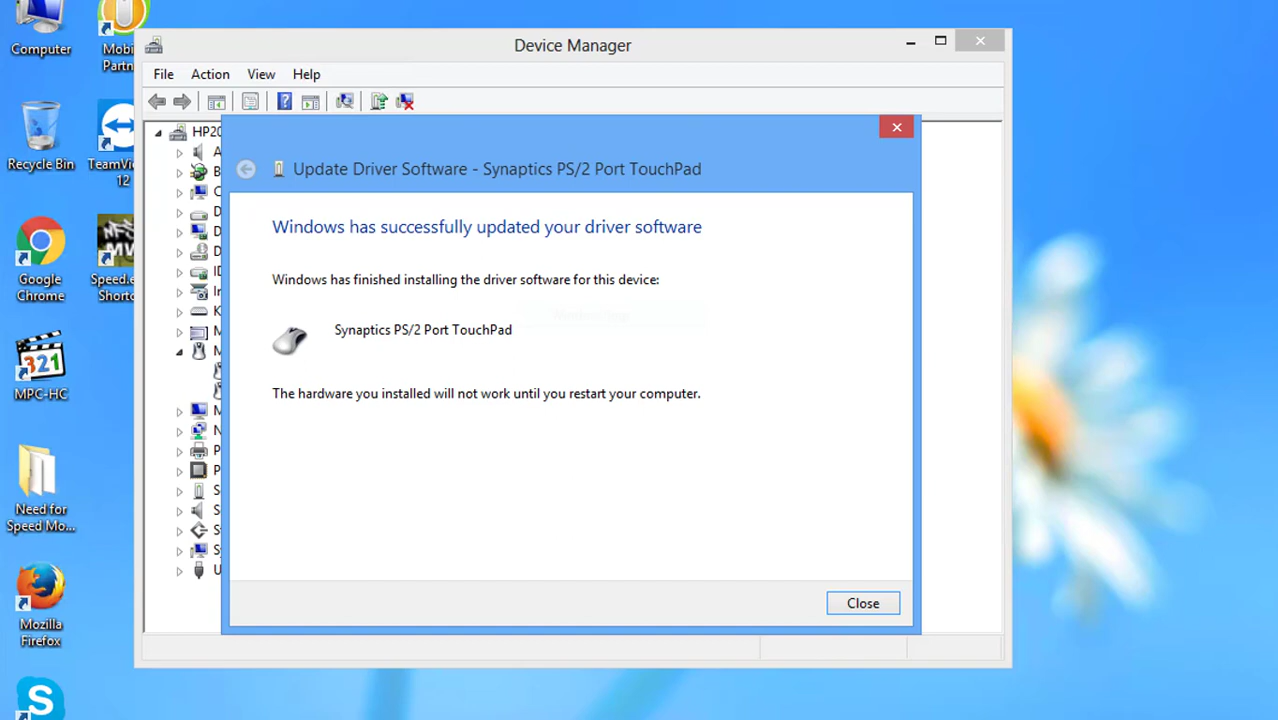 Computer
Mobi
Partn
Recycle Bin
TeamVi
12
Google
Chrome
Speed.e
Shorto
321
MPC-HC
Need for
Speed Mo...
Mozilla
Firefox
S
Device Manager
File Action View Help
HP20
Update Driver Software - Synaptics PS/2 Port TouchPad
Windows has successfully updated your driver software
Windows has finished installing the driver software for this device:
Synaptics PS/2 Port TouchPad
The hardware you installed will not work until you restart your computer.
Close